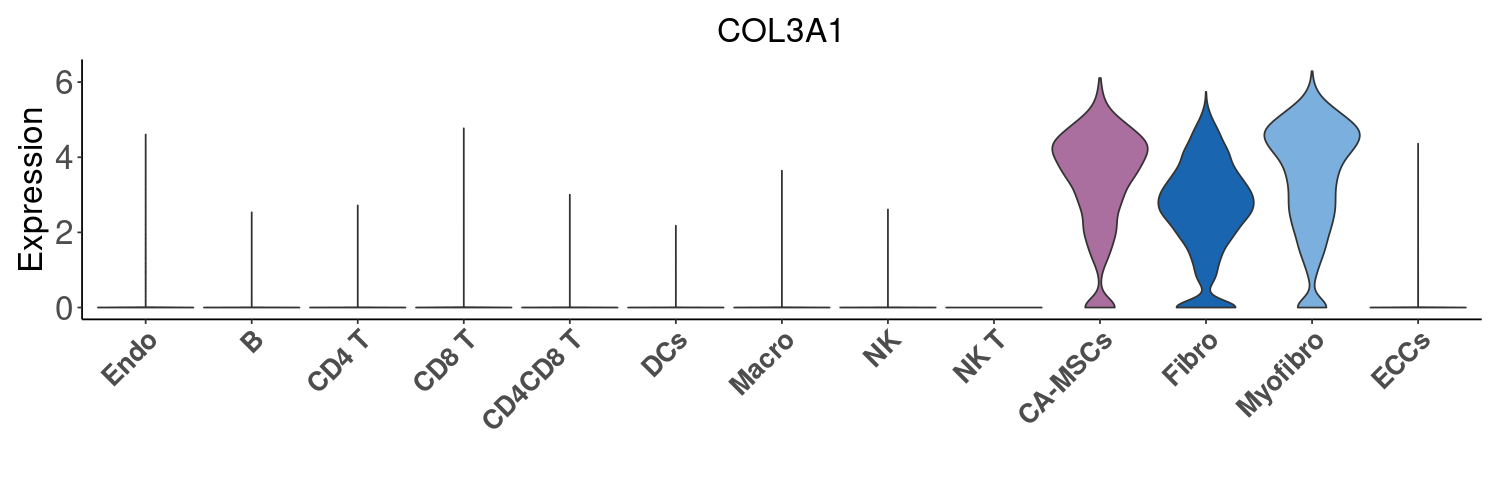 COL3A1
Expression
6
4
2
0
Endo
B
CD4 T
CD8 T
CD4CD8 T
DCs
Macro
NK
NK T
CA-MSCs
Fibro
Myofibro
ECCs